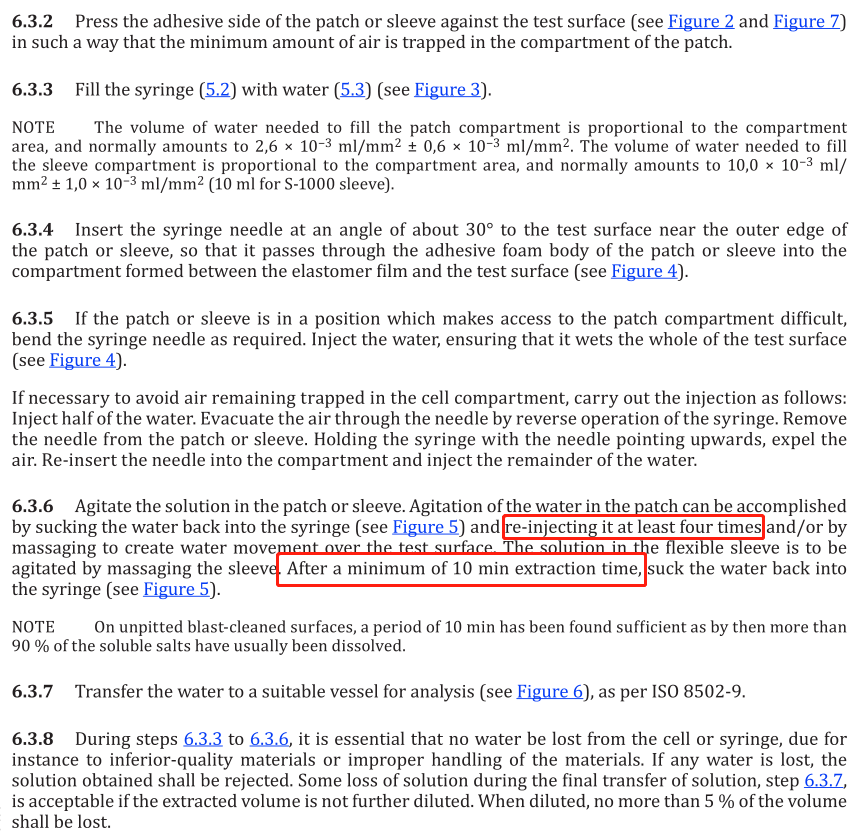 6.3.2 Press the adhesive side of the patch or sleeve against the test surface (see Figure 2 and Figure 7)
in such a way that the minimum amount of air is trapped in the compartment of the patch.
6.3.3 Fill the syringe (5.2) with water (5.3) (see Figure 3).
NOTE The volume of water needed to fill the patch compartment is proportional to the compartment
area, and normally amounts to 2,6 × 10⁻³ ml/mm² ± 0,6 × 10⁻³ ml/mm². The volume of water needed to fill
the sleeve compartment is proportional to the compartment area, and normally amounts to 10,0 × 10⁻³ ml/
mm² ± 1,0 × 10⁻³ ml/mm² (10 ml for S-1000 sleeve).
6.3.4 Insert the syringe needle at an angle of about 30° to the test surface near the outer edge of
the patch or sleeve, so that it passes through the adhesive foam body of the patch or sleeve into the
compartment formed between the elastomer film and the test surface (see Figure 4).
6.3.5 If the patch or sleeve is in a position which makes access to the patch compartment difficult,
bend the syringe needle as required. Inject the water, ensuring that it wets the whole of the test surface
(see Figure 4).
If necessary to avoid air remaining trapped in the cell compartment, carry out the injection as follows:
Inject half of the water. Evacuate the air through the needle by reverse operation of the syringe. Remove
the needle from the patch or sleeve. Holding the syringe with the needle pointing upwards, expel the
air. Re-insert the needle into the compartment and inject the remainder of the water.
6.3.6 Agitate the solution in the patch or sleeve. Agitation of the water in the patch can be accomplished
by sucking the water back into the syringe (see Figure 5) and re-injecting it at least four times and/or by
massaging to create water movement over the test surface. The solution in the flexible sleeve is to be
agitated by massaging the sleeve. After a minimum of 10 min extraction time, suck the water back into
the syringe (see Figure 5).
NOTE On unpitted blast-cleaned surfaces, a period of 10 min has been found sufficient as by then more than
90 % of the soluble salts have usually been dissolved.
6.3.7 Transfer the water to a suitable vessel for analysis (see Figure 6), as per ISO 8502-9.
6.3.8 During steps 6.3.3 to 6.3.6, it is essential that no water be lost from the cell or syringe, due for
instance to inferior-quality materials or improper handling of the materials. If any water is lost, the
solution obtained shall be rejected. Some loss of solution during the final transfer of solution, step 6.3.7,
is acceptable if the extracted volume is not further diluted. When diluted, no more than 5 % of the volume
shall be lost.